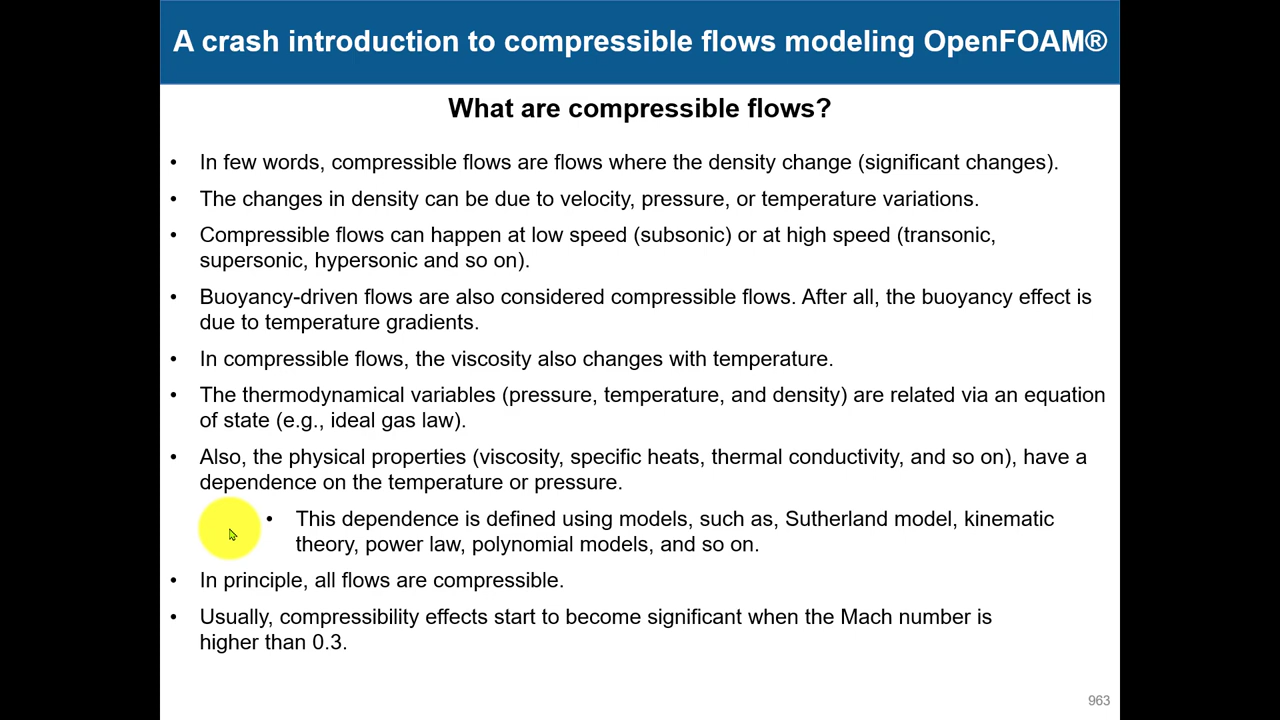 A crash introduction to compressible flows modeling OpenFOAM®
What are compressible flows?
• In few words, compressible flows are flows where the density change (significant changes).
• The changes in density can be due to velocity, pressure, or temperature variations.
• Compressible flows can happen at low speed (subsonic) or at high speed (transonic,
supersonic, hypersonic and so on).
• Buoyancy-driven flows are also considered compressible flows. After all, the buoyancy effect is
due to temperature gradients.
• In compressible flows, the viscosity also changes with temperature.
• The thermodynamical variables (pressure, temperature, and density) are related via an equation
of state (e.g., ideal gas law).
• Also, the physical properties (viscosity, specific heats, thermal conductivity, and so on), have a
dependence on the temperature or pressure.
• This dependence is defined using models, such as, Sutherland model, kinematic
theory, power law, polynomial models, and so on.
• In principle, all flows are compressible.
• Usually, compressibility effects start to become significant when the Mach number is
higher than 0.3.
963